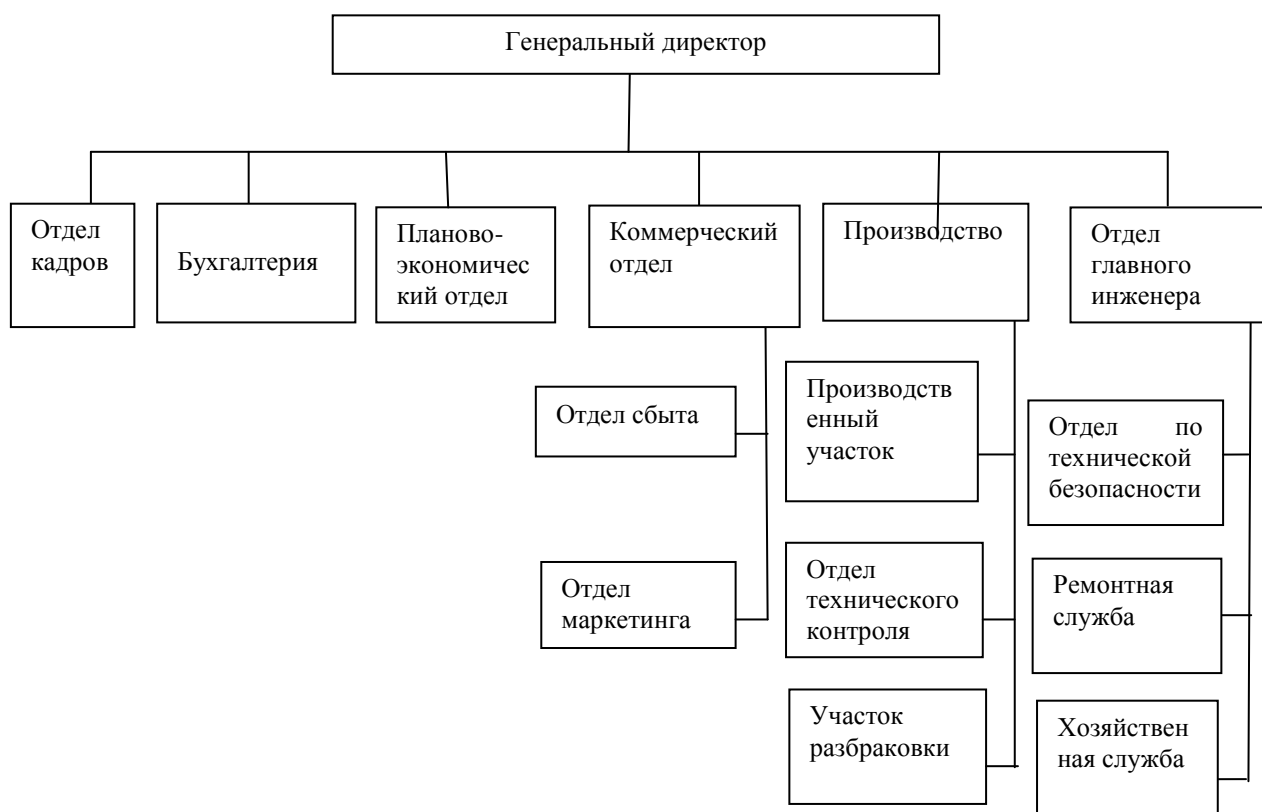 Генеральный директор
Отдел
кадров
Бухгалтерия
Планово-
экономичес
кий отдел
Коммерческий
отдел
Производство
Отдел
главного
инженера
Отдел сбыта
Производств
енный
участок
Отдел по
технической
безопасности
Отдел
маркетинга
Отдел
технического
контроля
Ремонтная
служба
Участок
разбраковки
Хозяйствен
ная служба